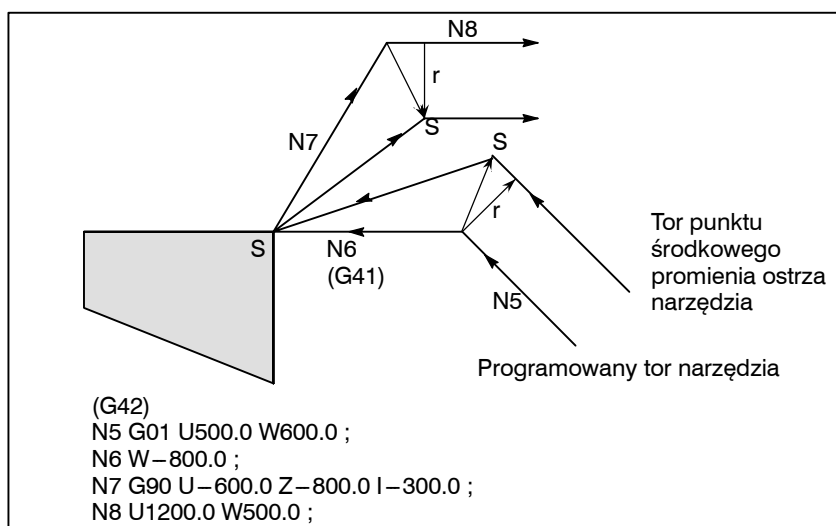 N8
r
N7
S
S
r
S
N6
(G41)
N5
Tor punktu
środkowego
promienia ostrza
narzędzia
Programowany tor narzędzia
(G42)
N5 G01 U500.0 W600.0 ;
N6 W−800.0 ;
N7 G90 U−600.0 Z−800.0 I−300.0 ;
N8 U1200.0 W500.0 ;